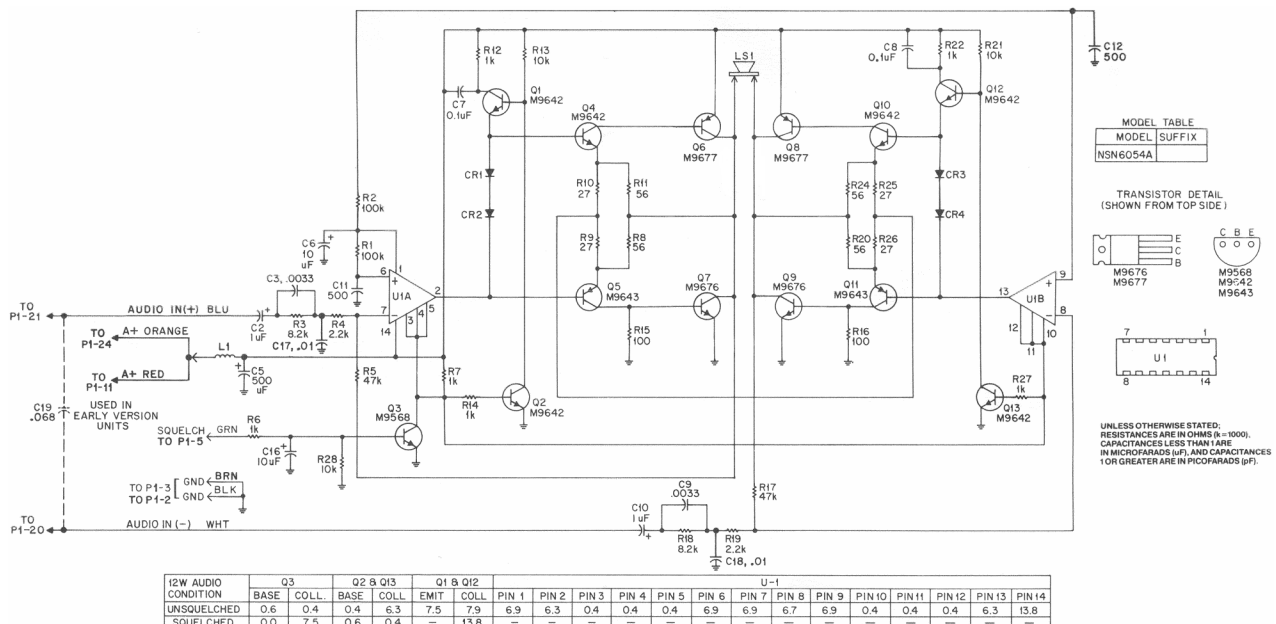 R12
1k
R13
10k
C7
0.1uF
Q1
M9642
Q4
M9642
Q6
M9677
LS1
Q8
M9677
Q10
M9642
C8
0.1uF
R22
1k
R21
10k
Q12
M9642
C12
500
MODEL TABLE
MODEL SUFFIX
NSN6054A
TRANSISTOR DETAIL
(SHOWN FROM TOP SIDE)
E
C
B
M9676
M9677
C B E
M9568
M9642
M9643
7 1
U1
8 14
CR1
CR2
R10
27
R11
56
R9
27
R8
56
R24
56
R25
27
R20
56
R26
27
CR3
CR4
R2
100k
C6
10
uF
+
R1
100k
C11
500
1
6
+
U1A
2
7
-
3
4
5
14
Q5
M9643
Q7
M9676
Q9
M9676
Q11
M9643
R15
100
R16
100
9
+
13
U1B
-
8
12
11
10
TO
P1-21
AUDIO IN(+) BLU
C3, .0033
C2
1uF
+
R3
8.2k
R4
2.2k
C17, .01
TO
P1-24
A+ ORANGE
TO
P1-11
A+ RED
L1
+
C5
500
uF
R5
47k
R7
1k
R14
1k
Q2
M9642
R27
1k
Q13
M9642
C19
.068
USED IN
EARLY VERSION
UNITS
SQUELCH
TO P1-5
GRN
R6
1k
+
C16
10uF
R28
10k
Q3
M9568
TO P1-3
TO P1-2
GND
GND
BRN
BLK
TO
P1-20
AUDIO IN (-) WHT
C10
1uF
+
C9
.0033
R18
8.2k
R19
2.2k
C18, .01
R17
47k
UNLESS OTHERWISE STATED;
RESISTANCES ARE IN OHMS (k=1000),
CAPACITANCES LESS THAN 1 ARE
IN MICROFARADS (uF), AND CAPACITANCES
1 OR GREATER ARE IN PICOFARADS (pF).
12W AUDIO CONDITION Q3 Q2 & Q13 Q1 & Q12 U-1
BASE COLL. BASE COLL EMIT COLL PIN 1 PIN 2 PIN 3 PIN 4 PIN 5 PIN 6 PIN 7 PIN 8 PIN 9 PIN 10 PIN 11 PIN 12 PIN 13 PIN 14
UNSQUELCHED 0.6 0.4 0.4 6.3 7.5 7.9 6.9 6.3 0.4 0.4 0.4 6.9 6.9 6.7 6.9 0.4 0.4 0.4 6.3 13.8
SQUELCHED 0.0 7.5 0.6 0.4 — 13.8 — — — — — — — — — — — — — —